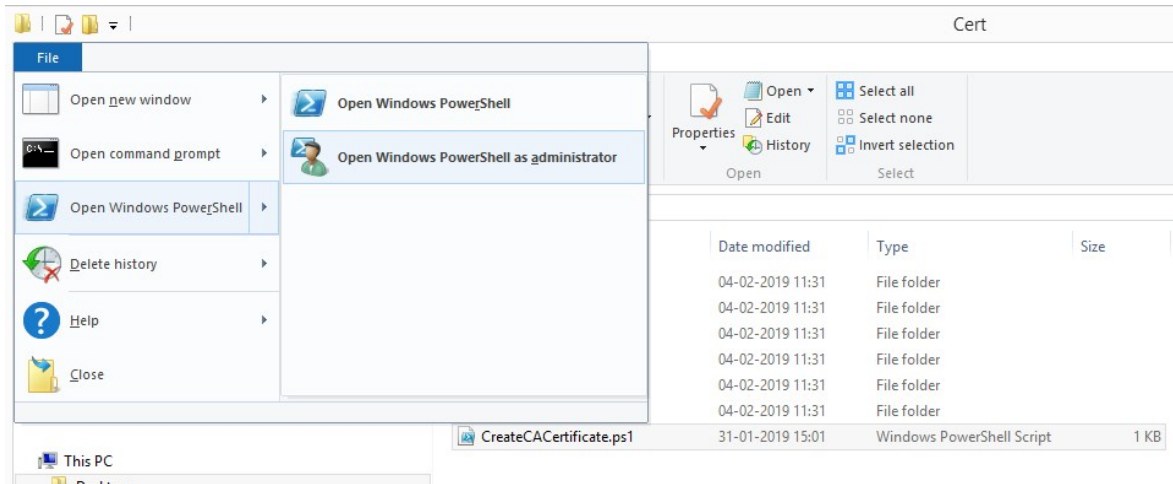 Cert
File
Open new window
Open command prompt
Open Windows PowerShell
Delete history
Help
Close
Open Windows PowerShell
Open Windows PowerShell as administrator
Properties
Open
Edit
History
Open
Select all
Select none
Invert selection
Select
Date modified Type Size
04-02-2019 11:31 File folder
04-02-2019 11:31 File folder
04-02-2019 11:31 File folder
04-02-2019 11:31 File folder
04-02-2019 11:31 File folder
04-02-2019 11:31 File folder
CreateCACertificate.ps1 31-01-2019 15:01 Windows PowerShell Script 1 KB
This PC